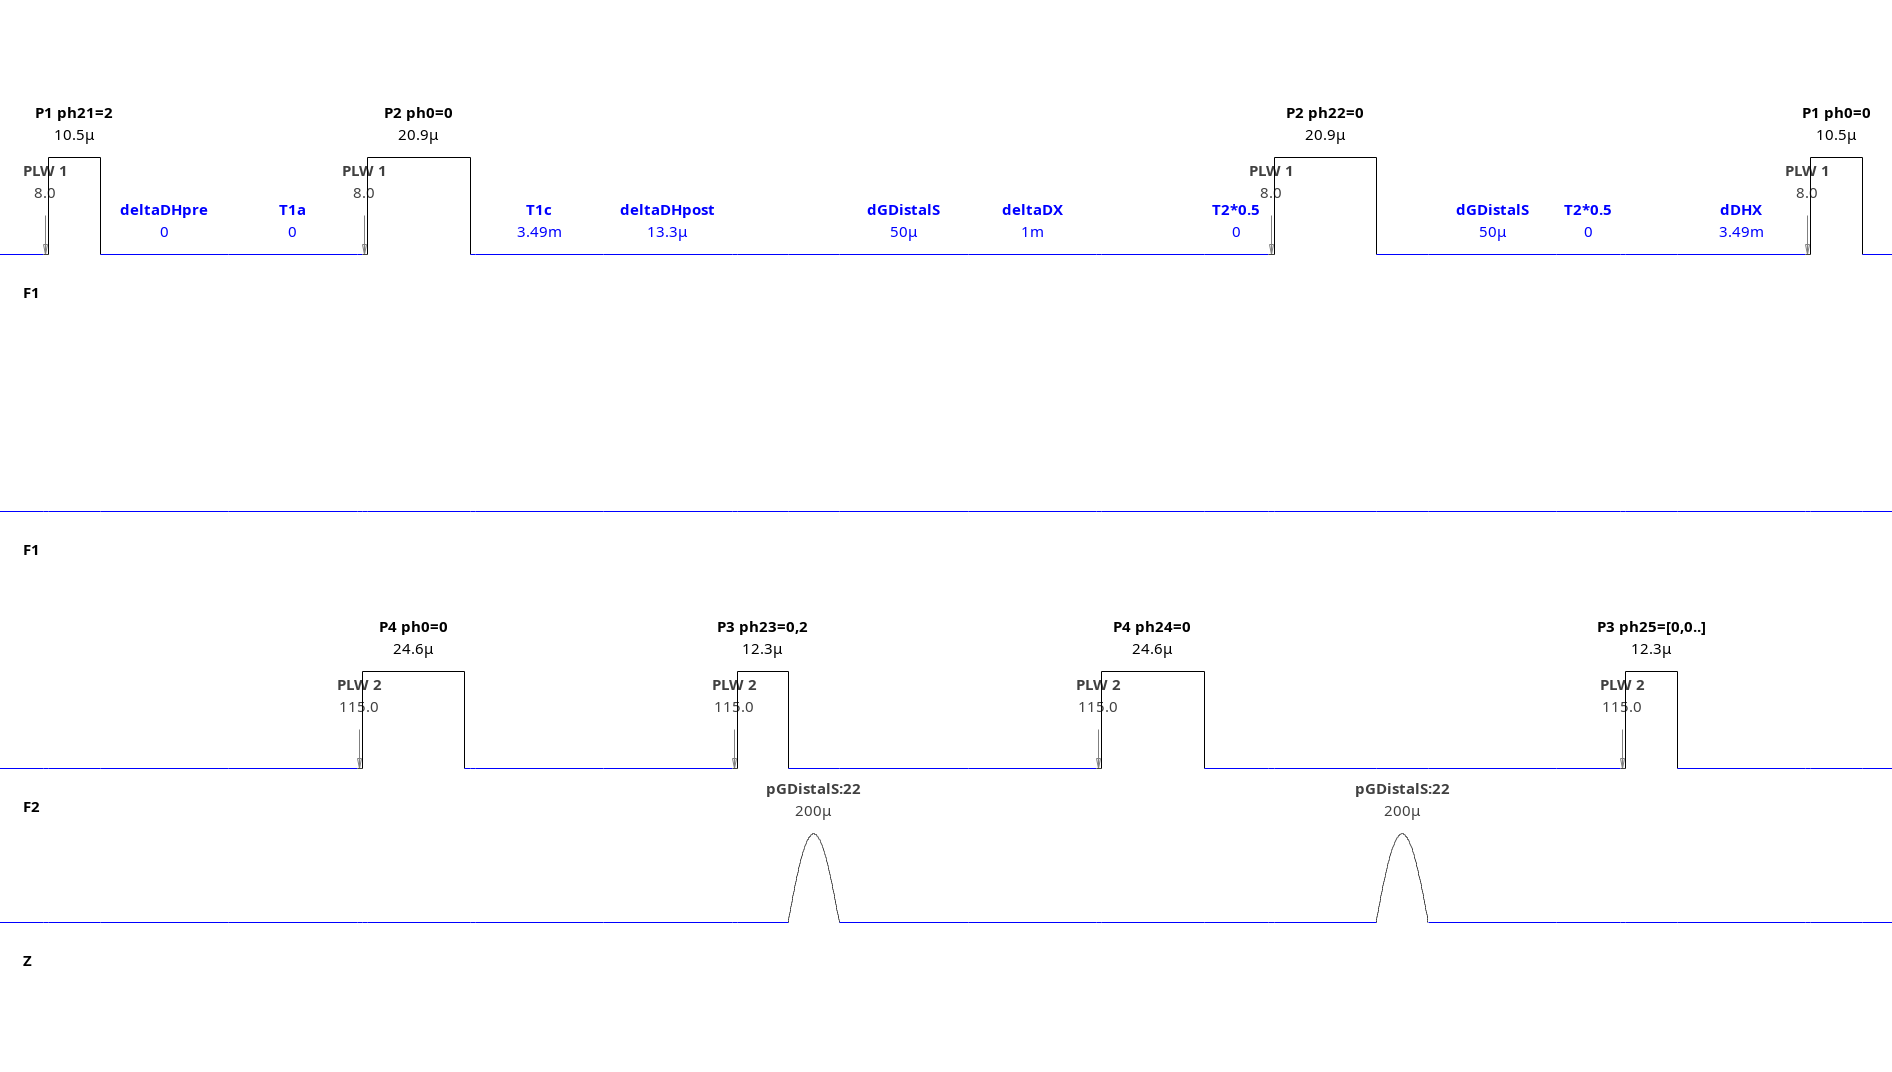 P1 ph21=2 P2 ph0=0 P2 ph22=0 P1 ph0=0
10.5µ 20.9µ 20.9µ 10.5µ
PLW 1 PLW 1 PLW 1 PLW 1
8.0 8.0 8.0 8.0
deltaDHpre T1a T1c deltaDHpost dGDistalS deltaDX T2*0.5 dGDistalS T2*0.5 dDHX
0 0 3.49m 13.3µ 50µ 1m 0 50µ 0 3.49m
F1
F1
P4 ph0=0 P3 ph23=0,2 P4 ph24=0 P3 ph25=[0,0..]
24.6µ 12.3µ 24.6µ 12.3µ
PLW 2 PLW 2 PLW 2 PLW 2
115.0 115.0 115.0 115.0
pGDistalS:22 pGDistalS:22
F2
200µ 200µ
Z